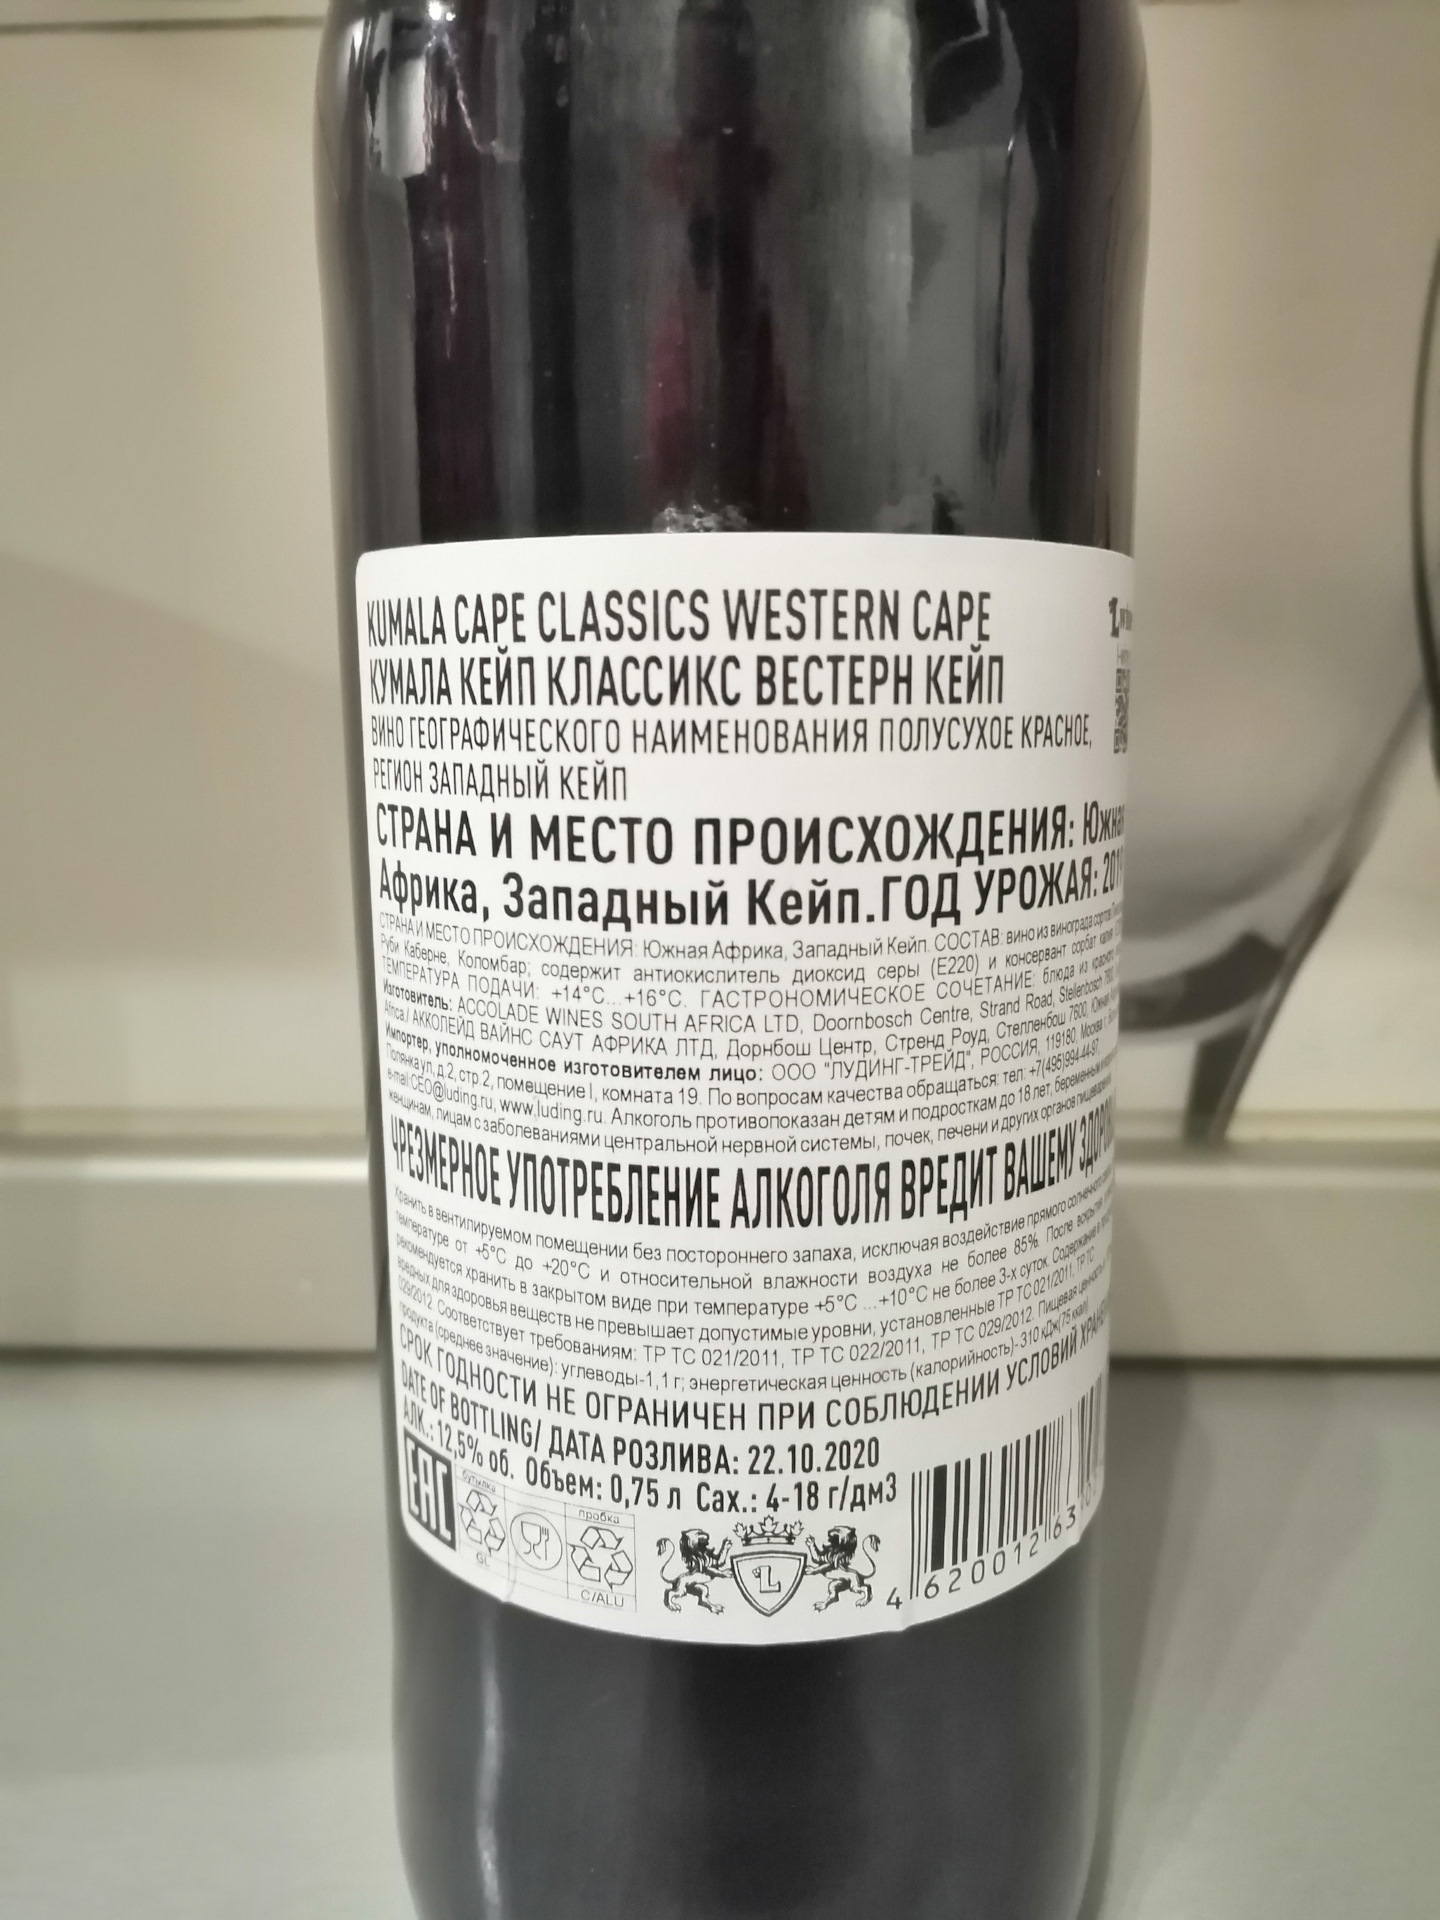 KUMALA CAPE CLASSICS WESTERN CAPE
КУМАЛА КЕЙП КЛАССИКС ВЕСТЕРН КЕЙП
ВИНО ГЕОГРАФИЧЕСКОГО НАИМЕНОВАНИЯ ПОЛУСУХОЕ КРАСНОЕ,
РЕГИОН ЗАПАДНЫЙ КЕЙП
СТРАНА И МЕСТО ПРОИСХОЖДЕНИЯ: Южная
Африка, Западный Кейп.ГОД УРОЖАЯ:
СТРАНА И МЕСТО ПРОИСХОЖДЕНИЯ: Южная Африка, Западный Кейп. СОСТАВ: вино из винограда сортов
Руби Каберне, Коломбар; содержит антиокислитель диоксид серы (Е220) и консервант сорбат калия
ТЕМПЕРАТУРА ПОДАЧИ: +14°С...+16°С. ГАСТРОНОМИЧЕСКОЕ СОЧЕТАНИЕ: блюда из красного
Изготовитель: ACCOLADE WINES SOUTH AFRICA LTD, Doornbosch Centre, Strand Road, Stellenbosch 7600,
Africa / АККОЛЕЙД ВАЙНС САУТ АФРИКА ЛТД, Дорнбош Центр, Стренд Роуд, Стелленбош 7600, Южная
Импортер, уполномоченное изготовителем лицо: ООО "ЛУДИНГ-ТРЕЙД", РОССИЯ, 119180, Москва г,
Полянка ул, д.2, стр.2, помещение I, комната 19. По вопросам качества обращаться: тел: +7(495)994-44-97,
e-mail:CEO@luding.ru, www.luding.ru. Алкоголь противопоказан детям и подросткам до 18 лет, беременным и
женщинам, лицам с заболеваниями центральной нервной системы, почек, печени и других органов пищеварения
ЧРЕЗМЕРНОЕ УПОТРЕБЛЕНИЕ АЛКОГОЛЯ ВРЕДИТ ВАШЕМУ
Хранить в вентилируемом помещении без постороннего запаха, исключая воздействие прямого солнечного
температуре от +5°С до +20°С и относительной влажности воздуха не более 85%. После вскрытия
рекомендуется хранить в закрытом виде при температуре +5°С ...+10°С не более 3-х суток. Содержание
вредных для здоровья веществ не превышает допустимые уровни, установленные ТР ТС 021/2011, ТР ТС
029/2012. Соответствует требованиям: ТР ТС 021/2011, ТР ТС 022/2011, ТР ТС 029/2012. Пищевая ценность
продукта (среднее значение): углеводы-1,1 г; энергетическая ценность (калорийность)-310 кДж(75 ккал)
СРОК ГОДНОСТИ НЕ ОГРАНИЧЕН ПРИ СОБЛЮДЕНИИ УСЛОВИЙ
DATE OF BOTTLING/ ДАТА РОЗЛИВА: 22.10.2020
АЛК.: 12,5% об. Объем: 0,75 л Сах.: 4-18 г/дм3
EAC
бутылка
GL
пробка
C/ALU
L
4 620012 63